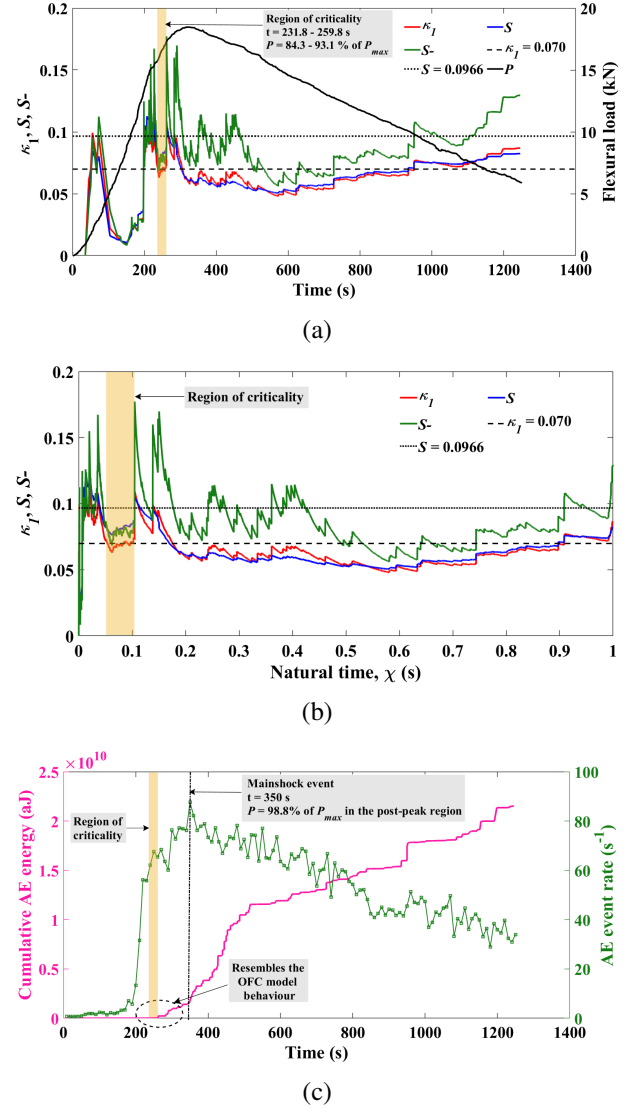 Region of criticality
t = 231.8 - 259.8 s
P = 84.3 - 93.1 % of Pmax
κ1
S
S-
κ1 = 0.070
S = 0.0966
P
κ1, S, S-
0.2
0.15
0.1
0.05
0
Flexural load (kN)
20
15
10
5
0
0 200 400 600 800 1000 1200 1400
Time (s)
(a)
Region of criticality
κ1
S
S-
κ1 = 0.070
S = 0.0966
κ1, S, S-
0.2
0.15
0.1
0.05
0
0 0.1 0.2 0.3 0.4 0.5 0.6 0.7 0.8 0.9 1
Natural time, χ (s)
(b)
×10^10
Mainshock event
t = 350 s
P = 98.8% of Pmax in the post-peak region
Region of
criticality
Resembles the
OFC model
behaviour
Cumulative AE energy (aJ)
2.5
2
1.5
1
0.5
0
AE event rate (s-1)
100
80
60
40
20
0
0 200 400 600 800 1000 1200 1400
Time (s)
(c)